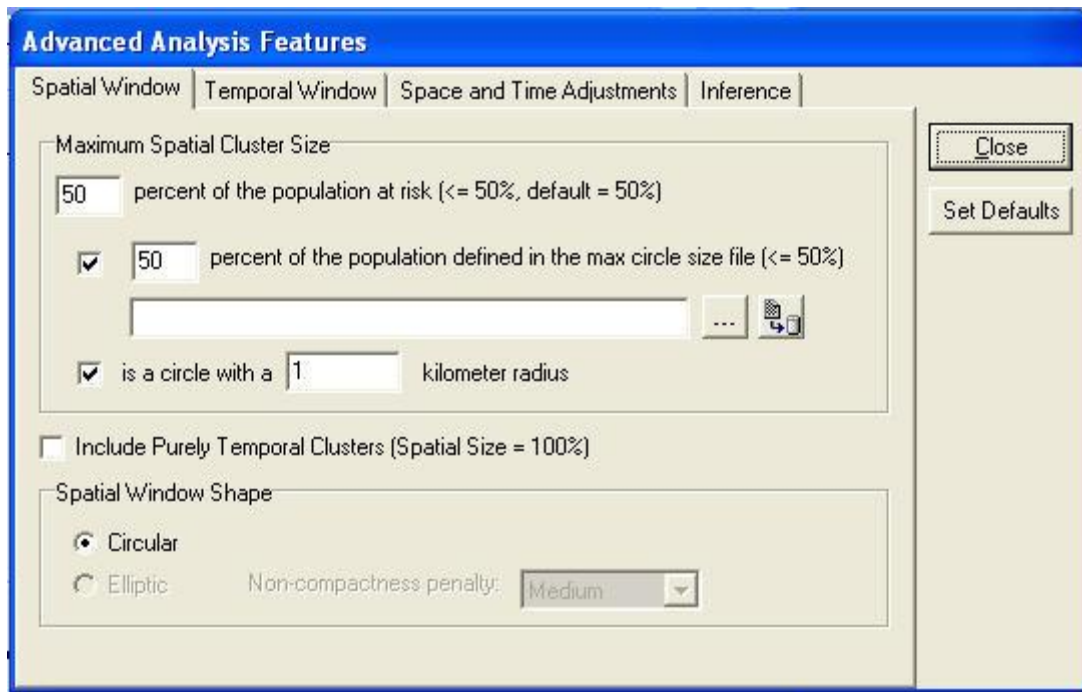 Advanced Analysis Features
Spatial Window Temporal Window Space and Time Adjustments Inference
Maximum Spatial Cluster Size
50 percent of the population at risk (<= 50%, default = 50%)
50 percent of the population defined in the max circle size file (<= 50%)
...
is a circle with a 1 kilometer radius
Include Purely Temporal Clusters (Spatial Size = 100%)
Spatial Window Shape
Circular
Elliptic Non-compactness penalty: Medium
Close
Set Defaults